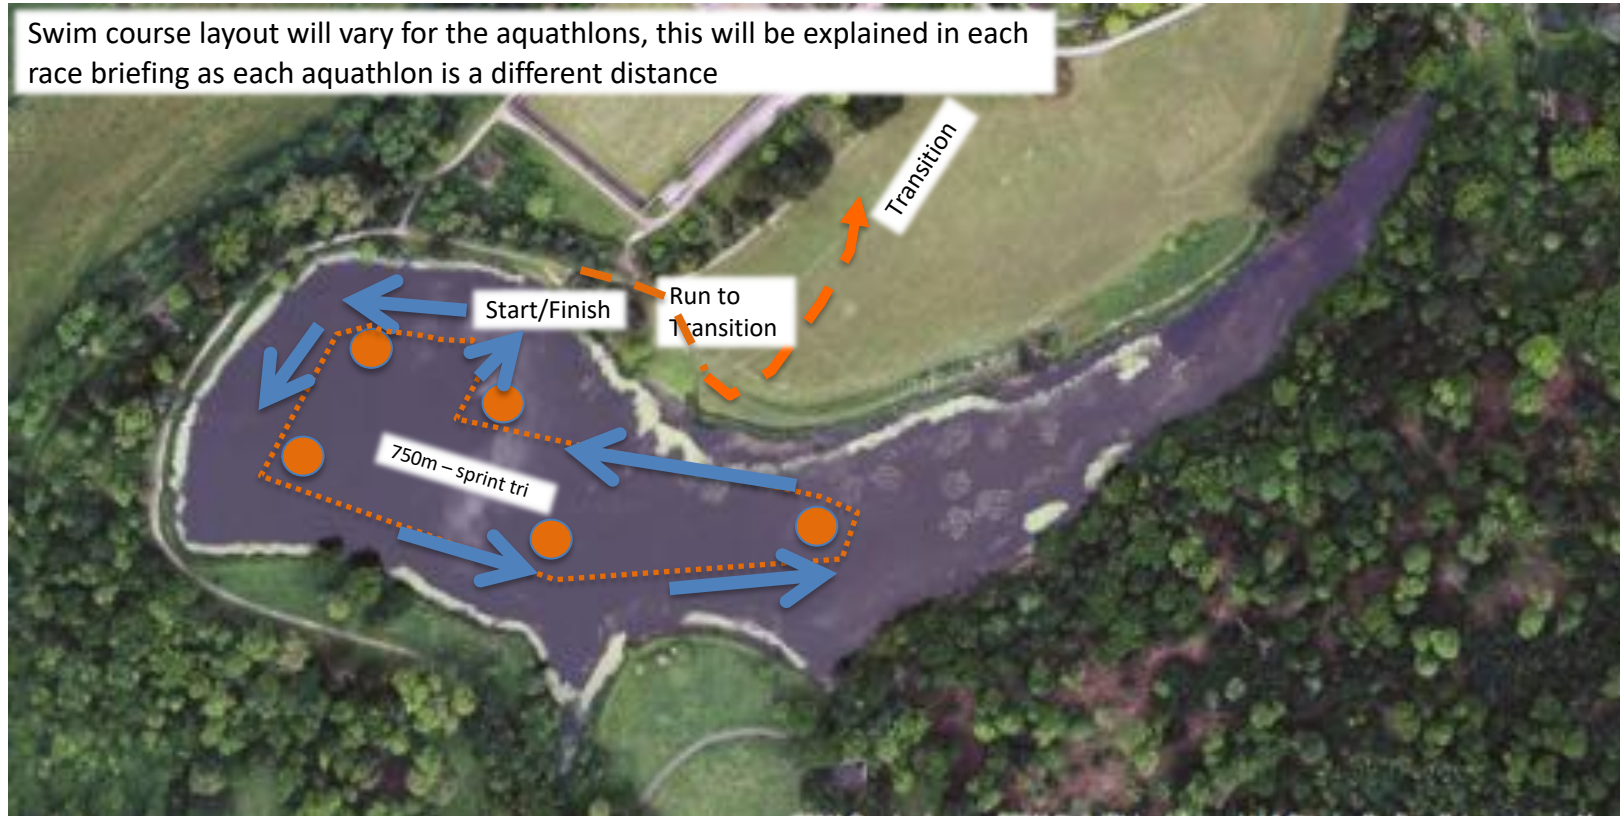 Swim course layout will vary for the aquathlons, this will be explained in each
race briefing as each aquathlon is a different distance
Transition
Start/Finish
Run to
Transition
750m – sprint tri